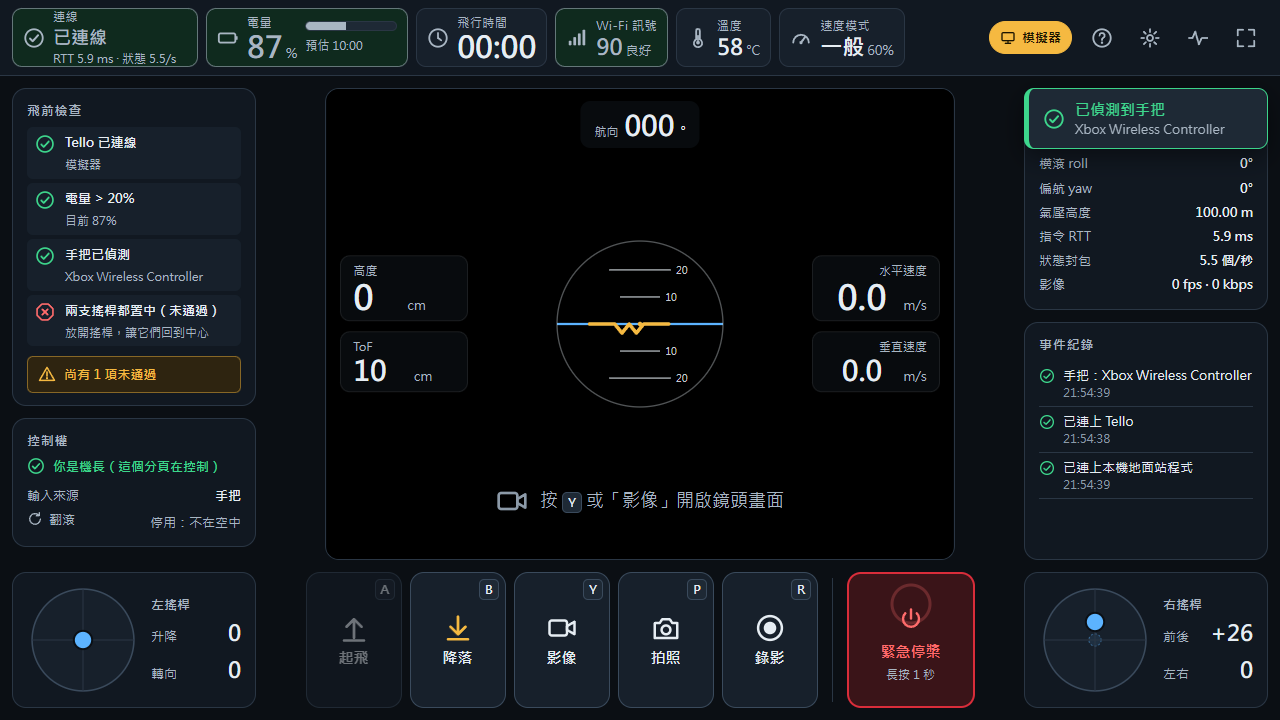 連線
已連線
RTT 5.9 ms · 狀態 5.5/s
電量
87 %
預估 10:00
飛行時間
00:00
Wi-Fi 訊號
90 良好
溫度
58 °C
速度模式
一般 60%
模擬器
飛前檢查
Tello 已連線
模擬器
電量 > 20%
目前 87%
手把已偵測
Xbox Wireless Controller
兩支搖桿都置中（未通過）
放開搖桿，讓它們回到中心
尚有 1 項未通過
控制權
你是機長（這個分頁在控制）
輸入來源 手把
翻滾 停用：不在空中
航向 000 °
高度
0 cm
ToF
10 cm
20
10
10
20
水平速度
0.0 m/s
垂直速度
0.0 m/s
按 Y 或「影像」開啟鏡頭畫面
已偵測到手把
Xbox Wireless Controller
橫滾 roll 0°
偏航 yaw 0°
氣壓高度 100.00 m
指令 RTT 5.9 ms
狀態封包 5.5 個/秒
影像 0 fps · 0 kbps
事件紀錄
手把：Xbox Wireless Controller
21:54:39
已連上 Tello
21:54:38
已連上本機地面站程式
21:54:39
左搖桿
升降 0
轉向 0
A
起飛
B
降落
Y
影像
P
拍照
R
錄影
緊急停槳
長按 1 秒
右搖桿
前後 +26
左右 0